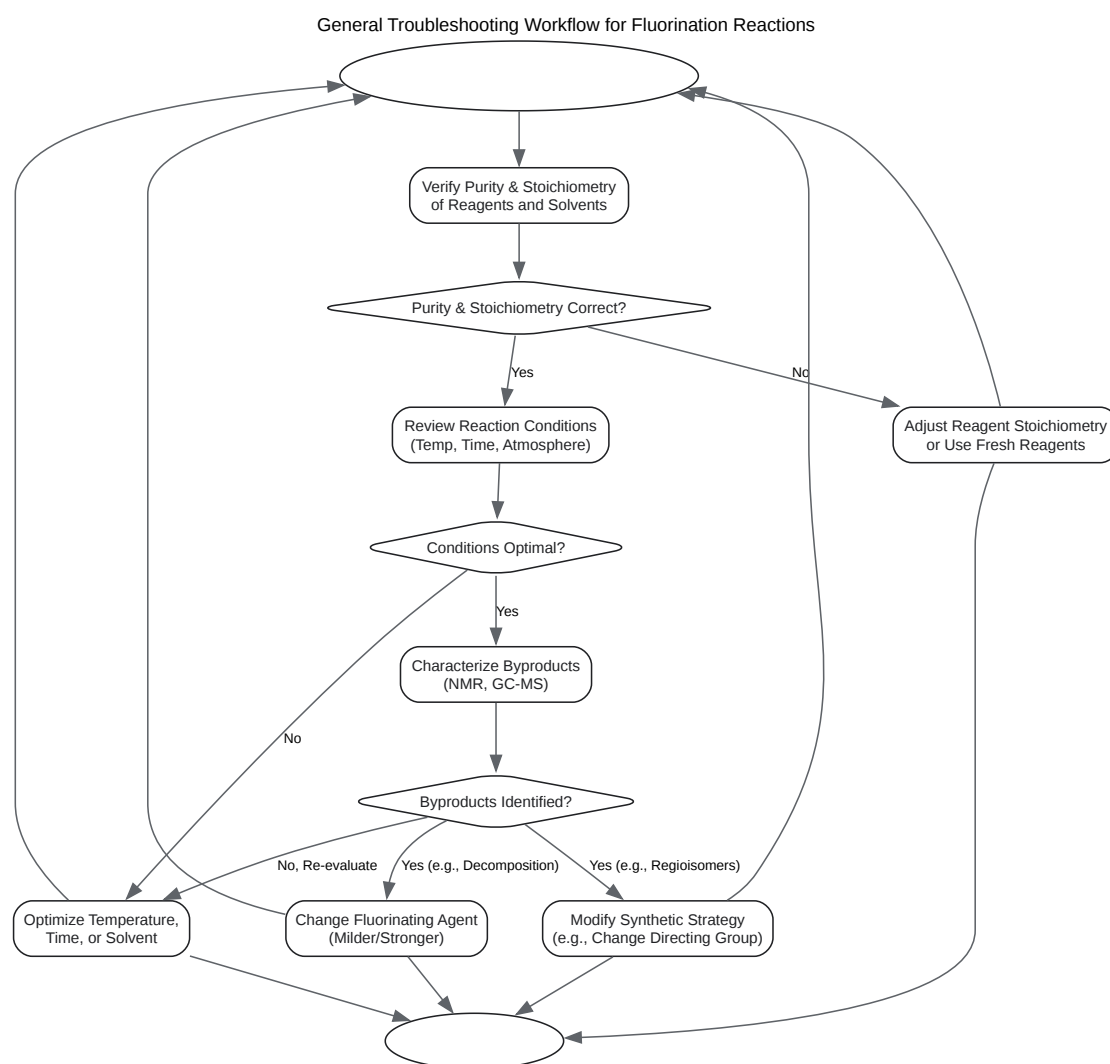 General Troubleshooting Workflow for Fluorination Reactions
Verify Purity & Stoichiometry
of Reagents and Solvents
Purity & Stoichiometry Correct?
Yes
No
Review Reaction Conditions
(Temp, Time, Atmosphere)
Adjust Reagent Stoichiometry
or Use Fresh Reagents
Conditions Optimal?
Yes
Characterize Byproducts
(NMR, GC-MS)
No
Byproducts Identified?
No, Re-evaluate
Yes (e.g., Decomposition)
Yes (e.g., Regioisomers)
Optimize Temperature,
Time, or Solvent
Change Fluorinating Agent
(Milder/Stronger)
Modify Synthetic Strategy
(e.g., Change Directing Group)